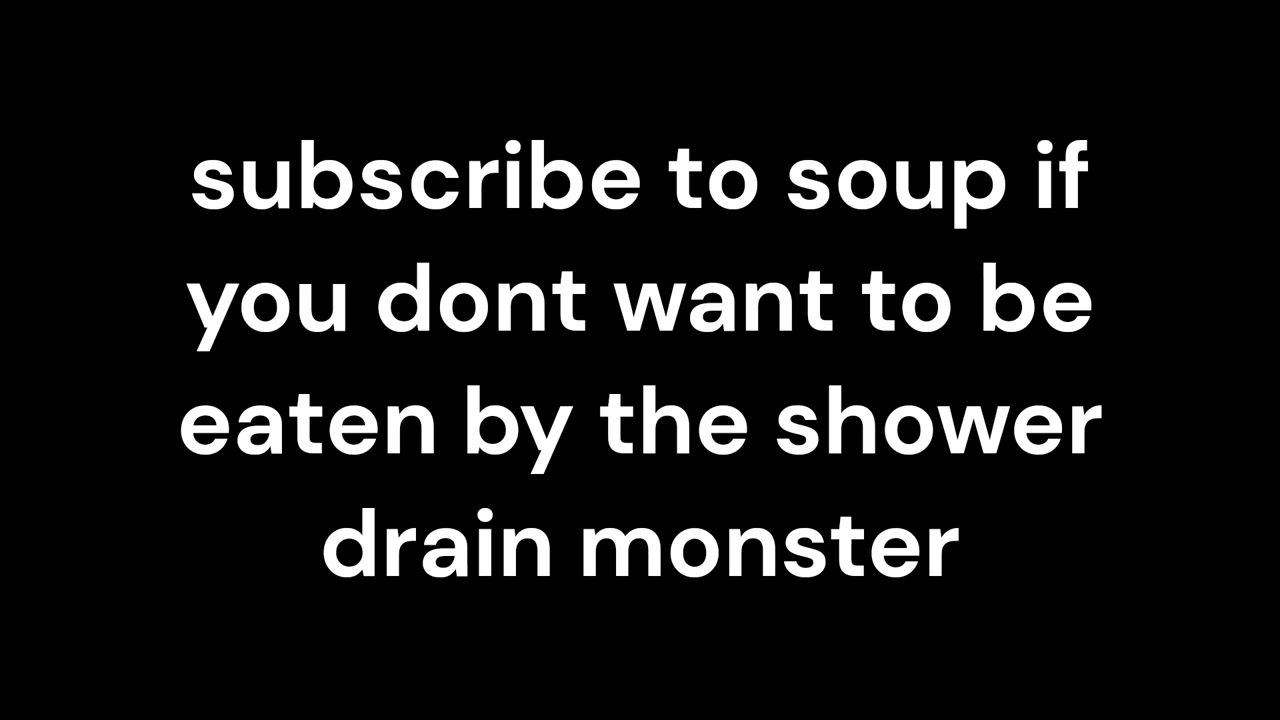 subscribe to soup if
you dont want to be
eaten by the shower
drain monster